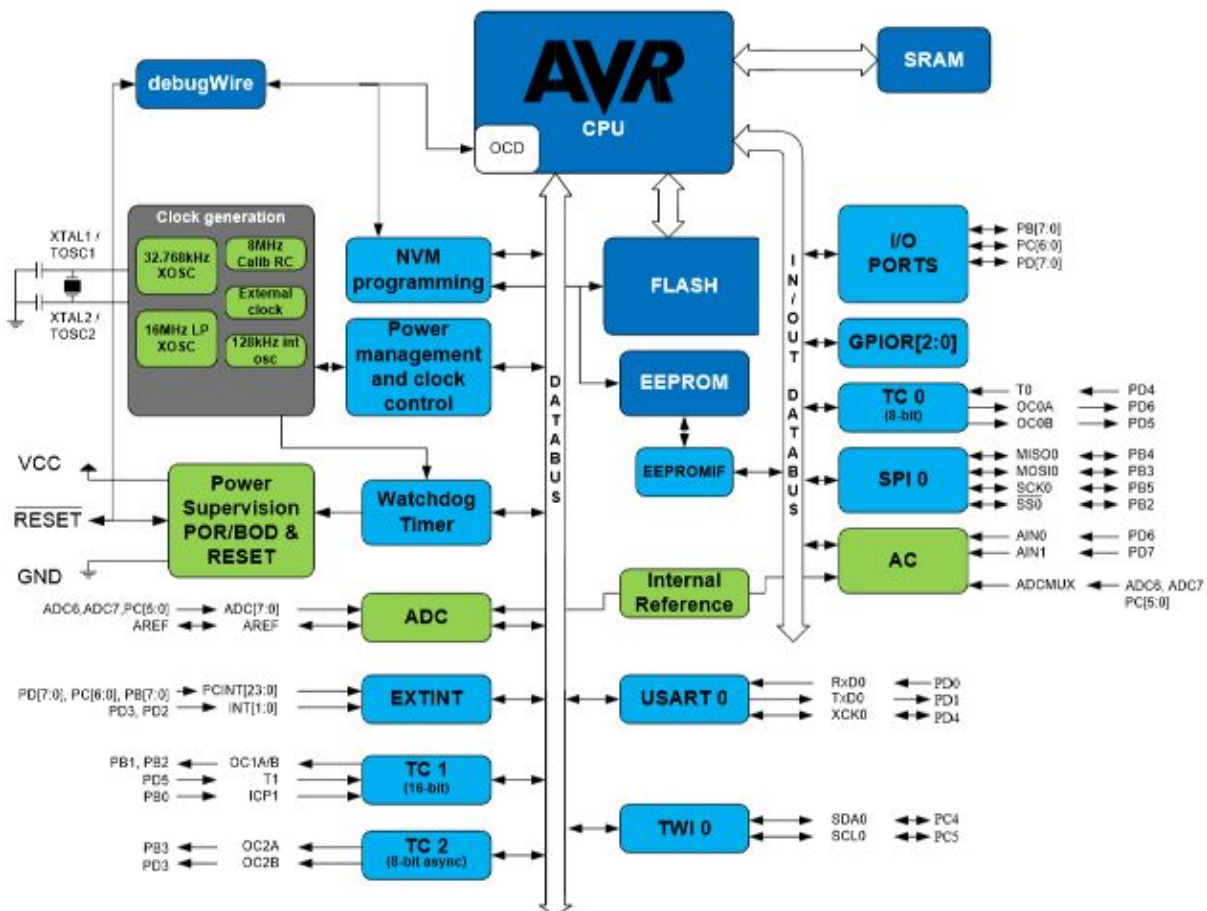 AVR
CPU
OCD
SRAM
debugWire
Clock generation
32.768kHz
XOSC
8MHz
Calib RC
External
clock
16MHz LP
XOSC
128kHz int
osc
XTAL1 /
TOSC1
XTAL2 /
TOSC2
NVM
programming
Power
management
and clock
control
FLASH
EEPROM
EEPROMIF
DATABUS
IN/OUT DATABUS
I/O
PORTS
PB[7:0]
PC[6:0]
PD[7:0]
GPIOR[2:0]
TC 0
(8-bit)
T0 PD4
OC0A PD6
OC0B PD5
SPI 0
MISO0 PB4
MOSI0 PB3
SCK0 PB5
SS0 PB2
AC
AIN0 PD6
AIN1 PD7
ADCMUX ADC6, ADC7
PC[5:0]
VCC
RESET
GND
Power
Supervision
POR/BOD &
RESET
Watchdog
Timer
Internal
Reference
ADC6,ADC7,PC[5:0] ADC[7:0]
AREF AREF
ADC
PD[7:0], PC[6:0], PB[7:0] PCINT[23:0]
PD3, PD2 INT[1:0]
EXTINT
USART 0
RxD0 PD0
TxD0 PD1
XCK0 PD4
PB1, PB2 OC1A/B
PD5 T1
PB0 ICP1
TC 1
(16-bit)
TWI 0
SDA0 PC4
SCL0 PC5
PB3 OC2A
PD3 OC2B
TC 2
(8-bit async)